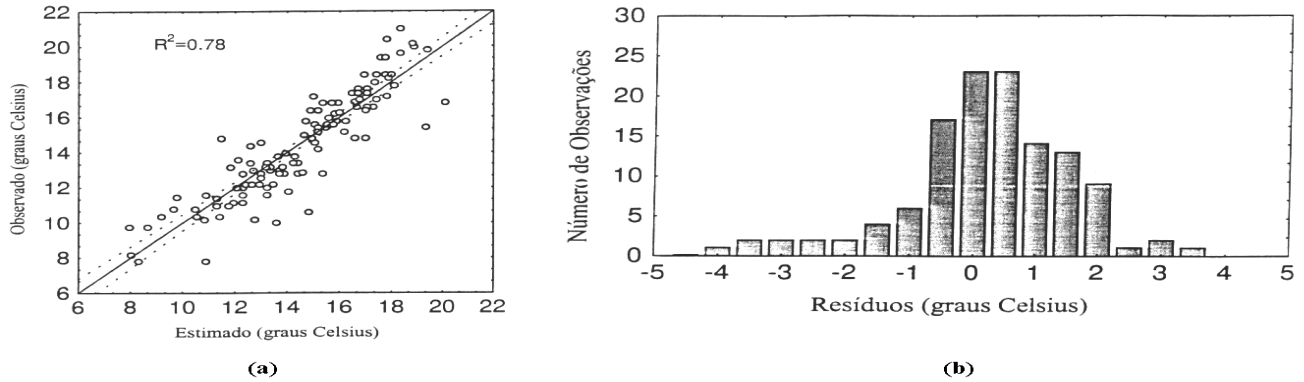 22
20
18
16
14
12
10
8
6
R²=0.78
Observado (graus Celsius)
6 8 10 12 14 16 18 20 22
Estimado (graus Celsius)
(a)
30
25
20
15
10
5
0
Número de Observações
-5 -4 -3 -2 -1 0 1 2 3 4 5
Resíduos (graus Celsius)
(b)